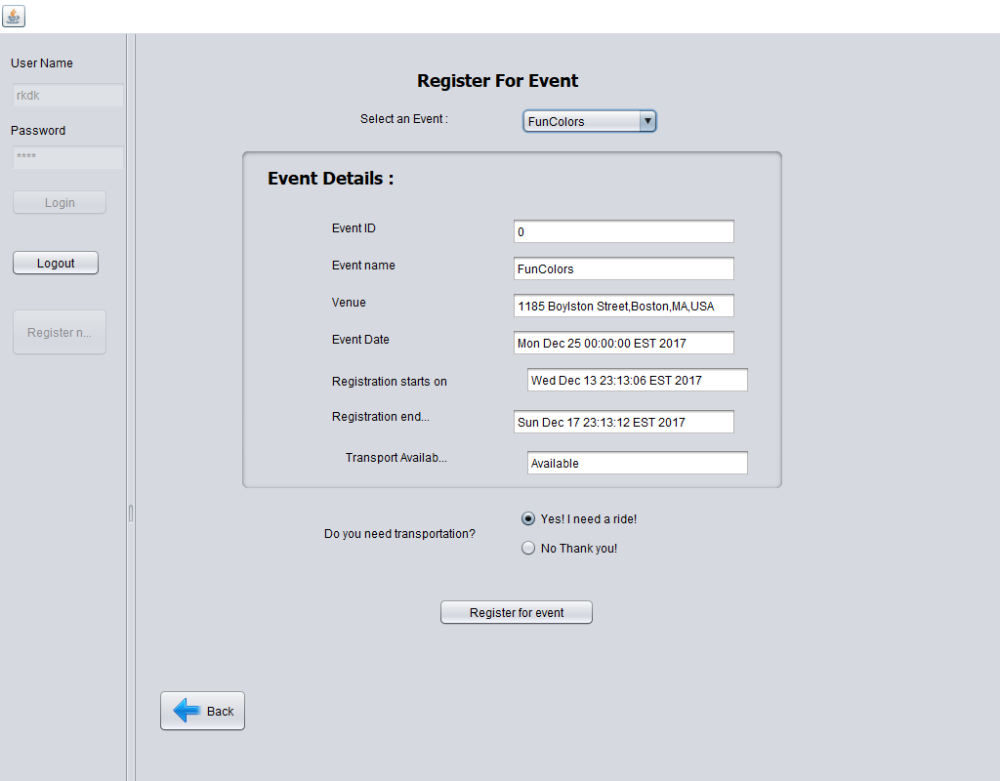 User Name
rkdk
Password
****
Login
Logout
Register n...
Register For Event
Select an Event :
FunColors
Event Details :
Event ID
0
Event name
FunColors
Venue
1185 Boylston Street,Boston,MA,USA
Event Date
Mon Dec 25 00:00:00 EST 2017
Registration starts on
Wed Dec 13 23:13:06 EST 2017
Registration end...
Sun Dec 17 23:13:12 EST 2017
Transport Availab...
Available
Do you need transportation?
Yes! I need a ride!
No Thank you!
Register for event
Back